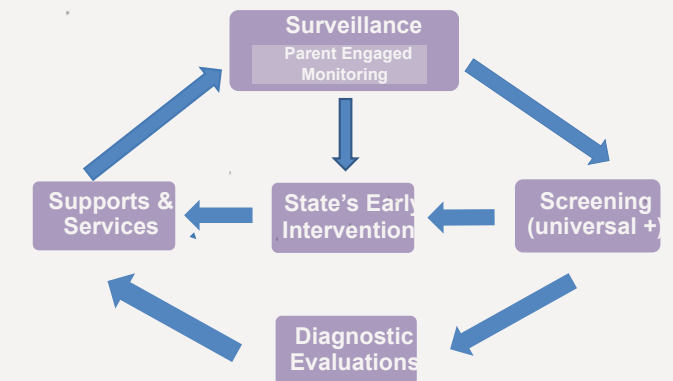 Surveillance
Parent Engaged
Monitoring
Supports &
Services
State's Early
Intervention
Screening
(universal +)
Diagnostic
Evaluations